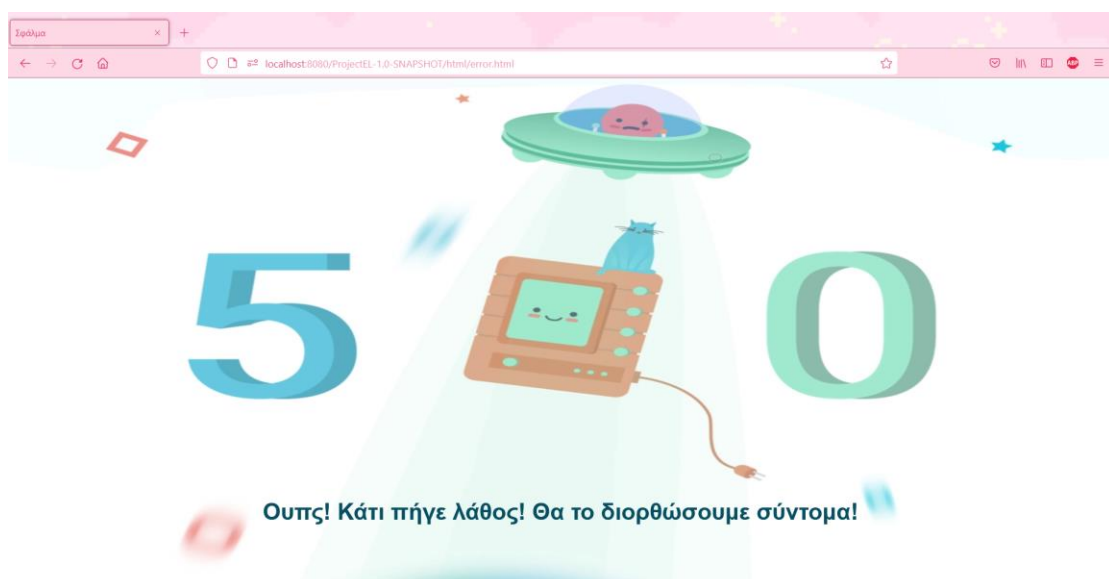 Σφάλμα
localhost:8080/ProjectEL-1.0-SNAPSHOT/html/error.html
ABP
5 0
Ουπς! Κάτι πήγε λάθος! Θα το διορθώσουμε σύντομα!